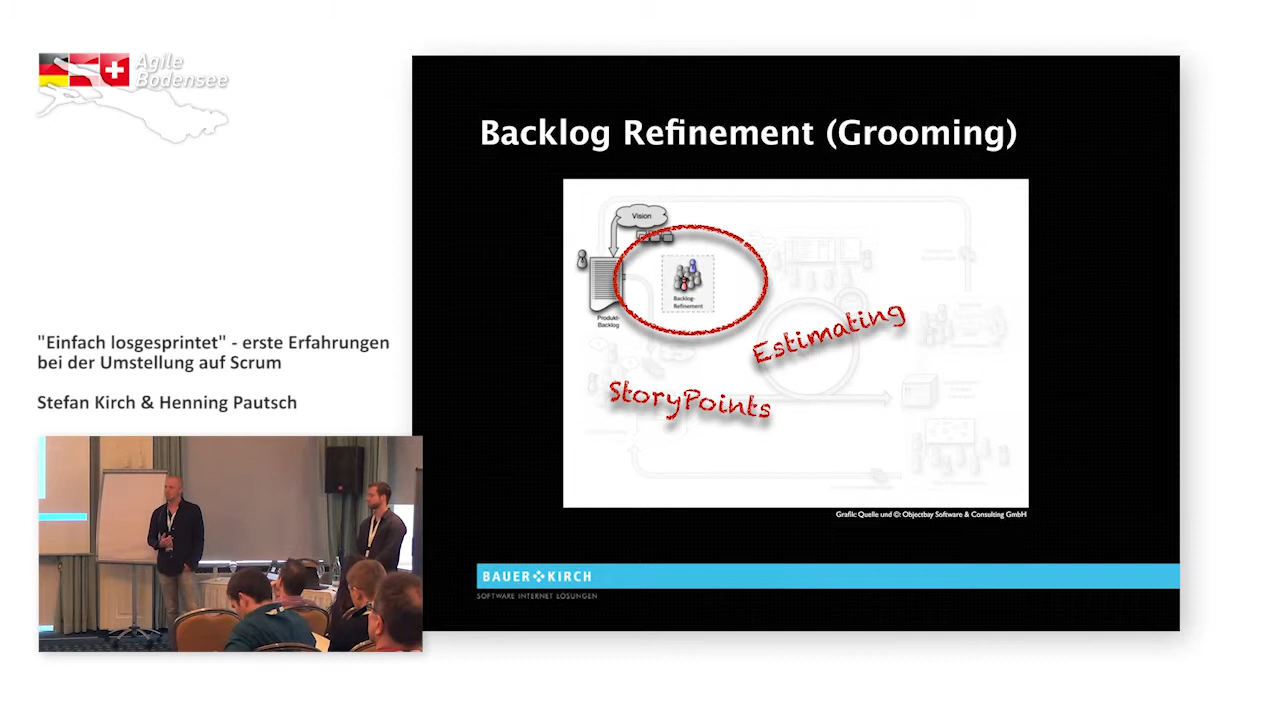 Agile
Bodensee
"Einfach losgesprintet" - erste Erfahrungen
bei der Umstellung auf Scrum
Stefan Kirch & Henning Pautsch
Backlog Refinement (Grooming)
Vision
Produkt-
Backlog
Backlog-
Refinement
Estimating
StoryPoints
Grafik: Quelle und ©: Objectbay Software & Consulting GmbH
BAUER KIRCH
SOFTWARE INTERNET LÖSUNGEN